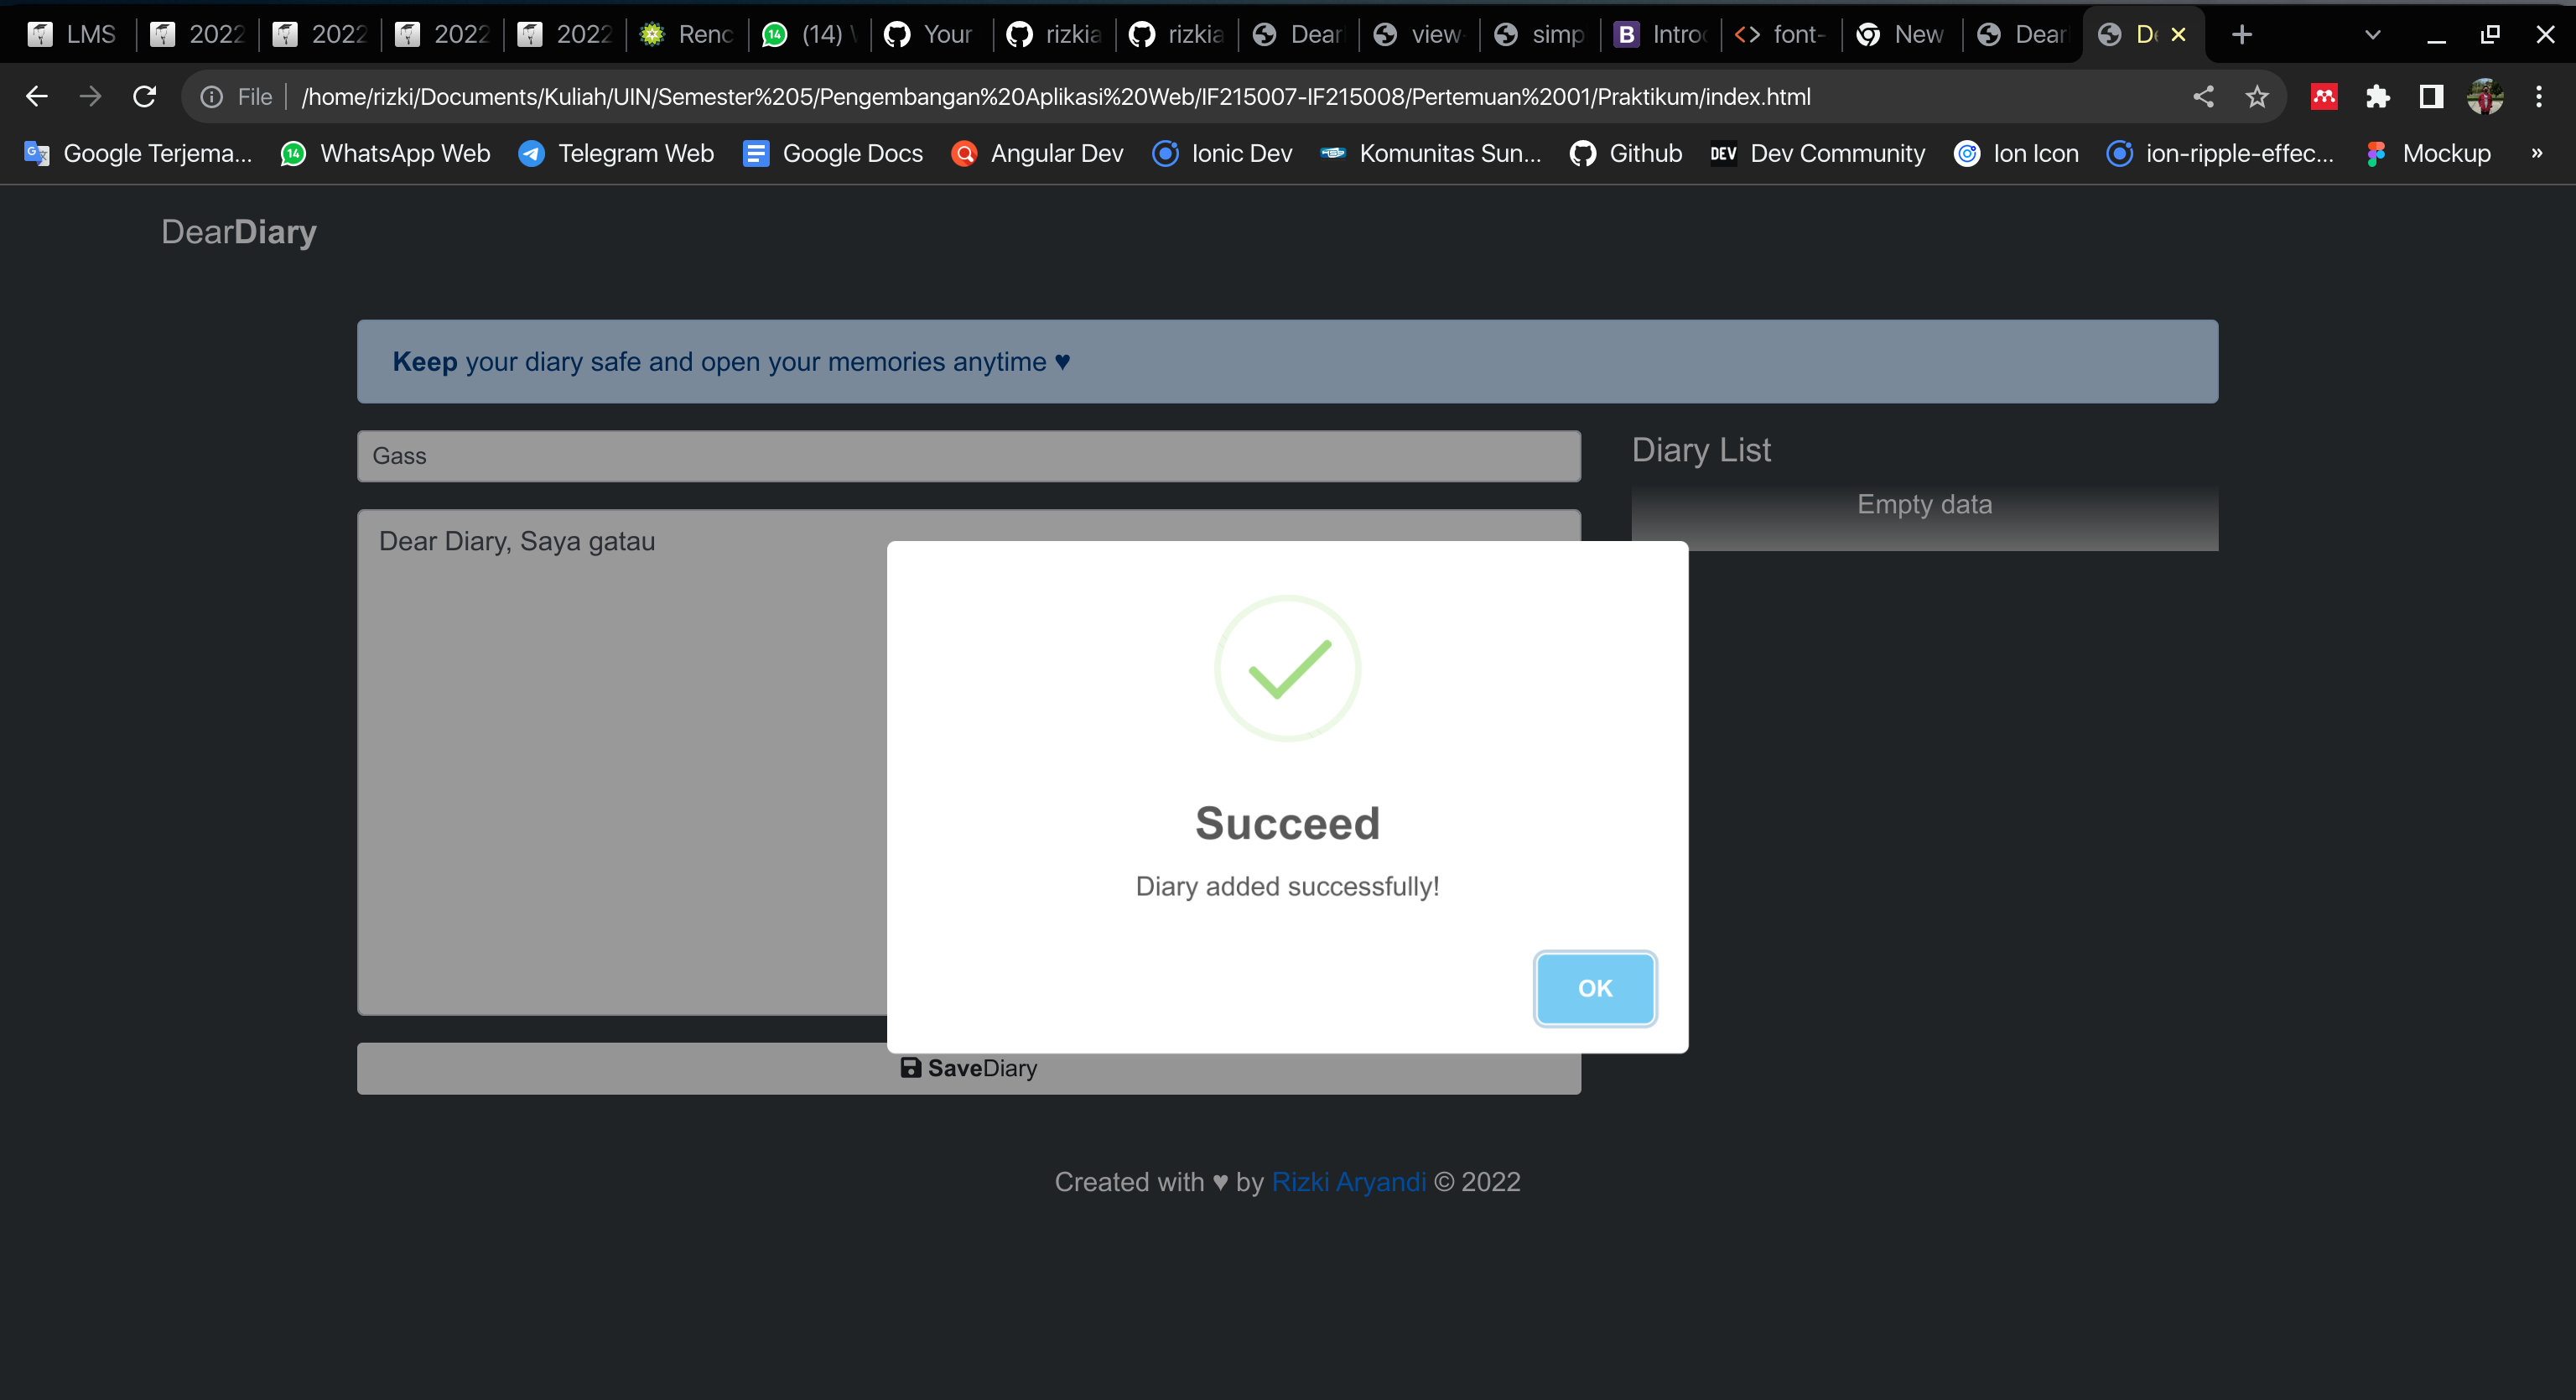 LMS 2022 2022 2022 2022 Renc (14) Your rizkia rizkia Dear view- simp Introd font- New Dear De
File /home/rizki/Documents/Kuliah/UIN/Semester%205/Pengembangan%20Aplikasi%20Web/IF215007-IF215008/Pertemuan%2001/Praktikum/index.html
Google Terjema... 14 WhatsApp Web Telegram Web Google Docs Angular Dev Ionic Dev Komunitas Sun... Github DEV Dev Community Ion Icon ion-ripple-effec... Mockup »
DearDiary
Keep your diary safe and open your memories anytime ♥
Gass
Diary List
Empty data
Dear Diary, Saya gatau
Succeed
Diary added successfully!
OK
SaveDiary
Created with ♥ by Rizki Aryandi © 2022